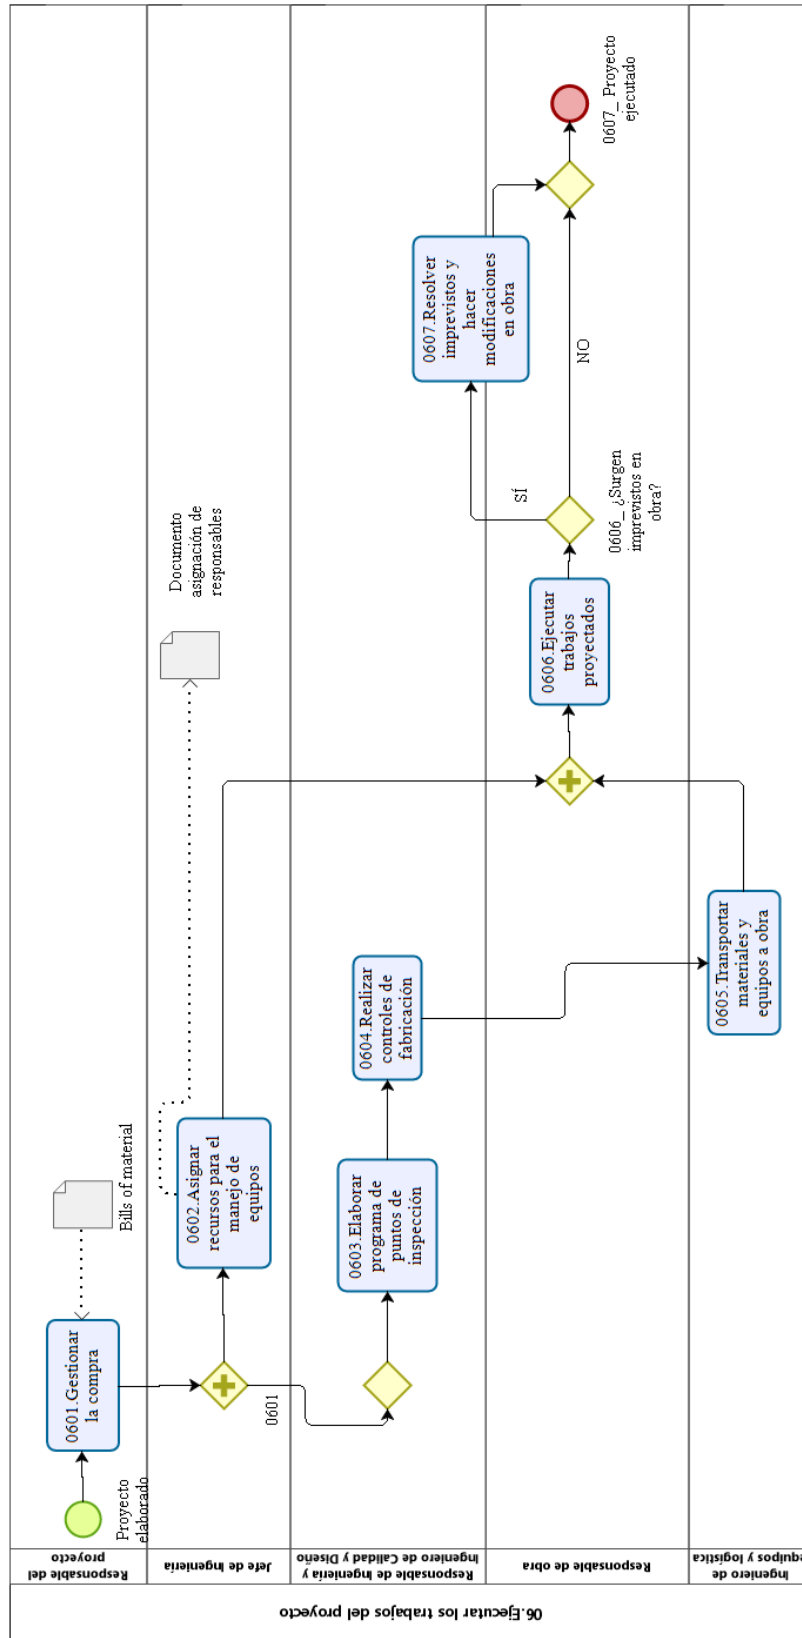 06.Ejecutar los trabajos del proyecto
Responsable del
proyecto
Jefe de Ingeniería
Responsable de Ingeniería y
Ingeniero de Calidad y Diseño
Responsable de obra
Ingeniero de
equipos y logística
Proyecto
elaborado
0601.Gestionar
la compra
Bills of material
0601
0602.Asignar
recursos para el
manejo de
equipos
Documento
asignación de
responsables
0603.Elaborar
programa de
puntos de
inspección
0604.Realizar
controles de
fabricación
0605.Transportar
materiales y
equipos a obra
0606.Ejecutar
trabajos
proyectados
0606_ ¿Surgen
imprevistos en
obra?
SÍ
NO
0607.Resolver
imprevistos y
hacer
modificaciones
en obra
0607_ Proyecto
ejecutado